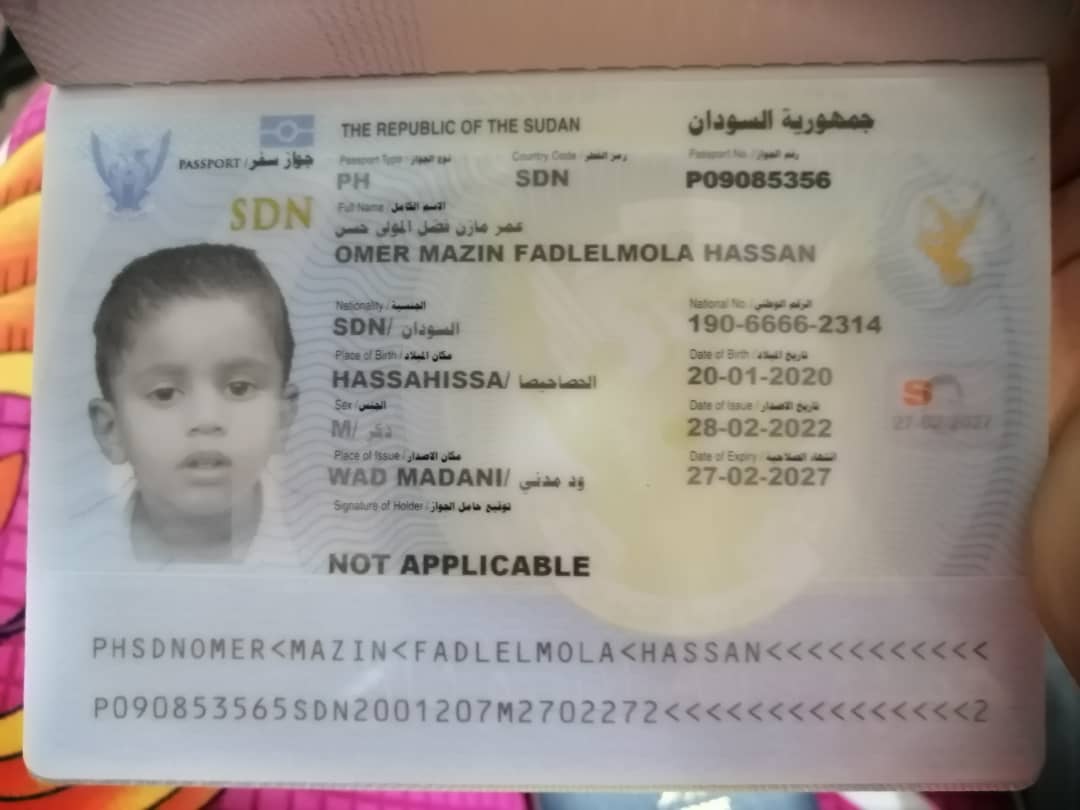 THE REPUBLIC OF THE SUDAN جمهورية السودان
PASSPORT / جواز سفر
Passport Type / نوع الجواز Country Code / رمز القطر Passport No. / رقم الجواز
PH SDN P09085356
SDN
Full Name / الاسم الكامل
عمر مازن فضل المولى حسن
OMER MAZIN FADLELMOLA HASSAN
Nationality / الجنسية National No. / الرقم الوطني
SDN/ السودان 190-6666-2314
Place of Birth / مكان الميلاد Date of Birth / تاريخ الميلاد
HASSAHISSA/ الحصاحيصا 20-01-2020
Sex / الجنس Date of Issue / تاريخ الاصدار
M/ ذكر 28-02-2022
Place of Issue / مكان الاصدار Date of Expiry / انتهاء الصلاحية
WAD MADANI/ ود مدني 27-02-2027
S
27-02-2027
Signature of Holder / توقيع حامل الجواز
NOT APPLICABLE
PHSDNOMER<MAZIN<FADLELMOLA<HASSAN<<<<<<<<<<<
P090853565SDN2001207M2702272<<<<<<<<<<<<<<<2